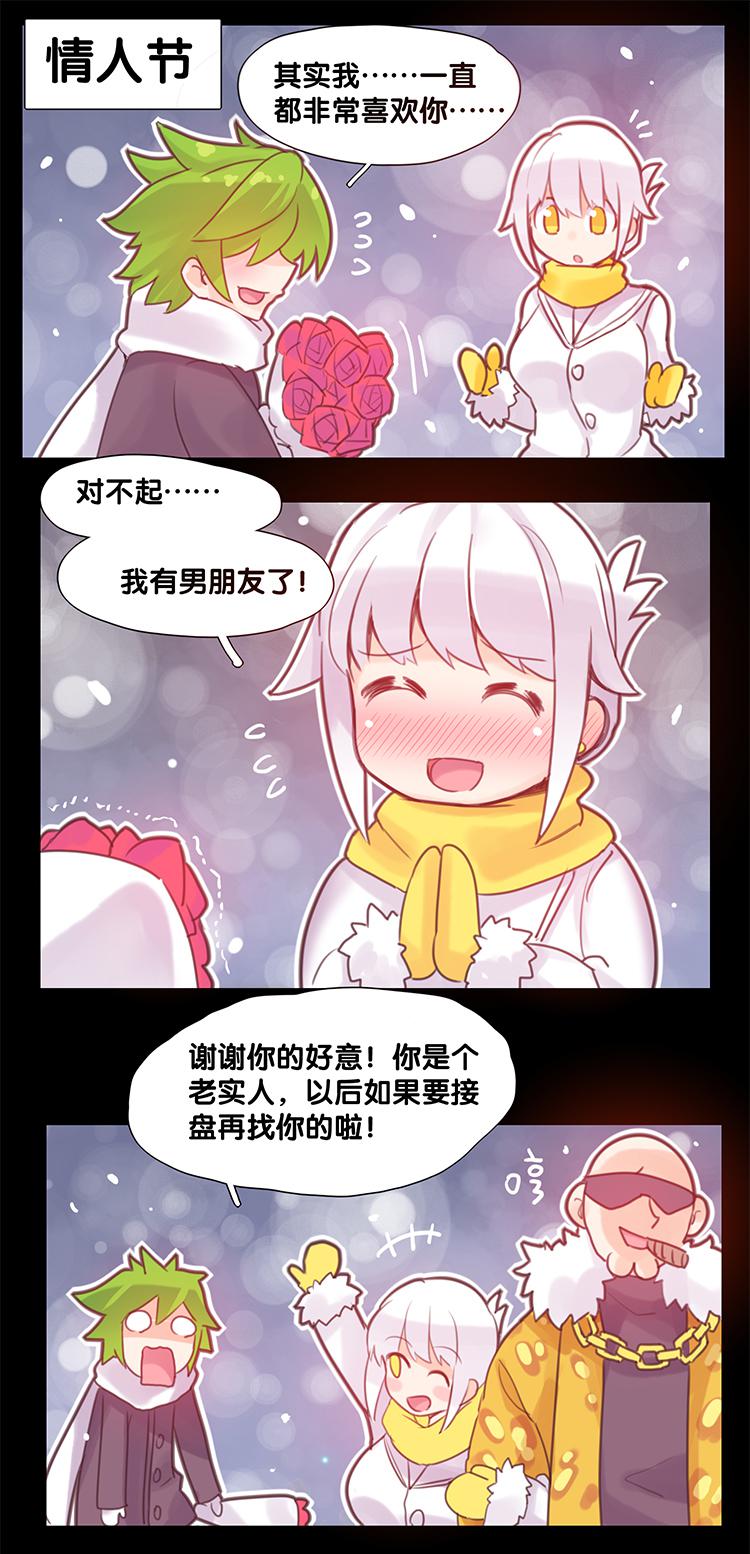 情人节
其实我……一直
都非常喜欢你……
对不起……
我有男朋友了!
谢谢你的好意!你是个
老实人，以后如果要接
盘再找你的啦!
哼